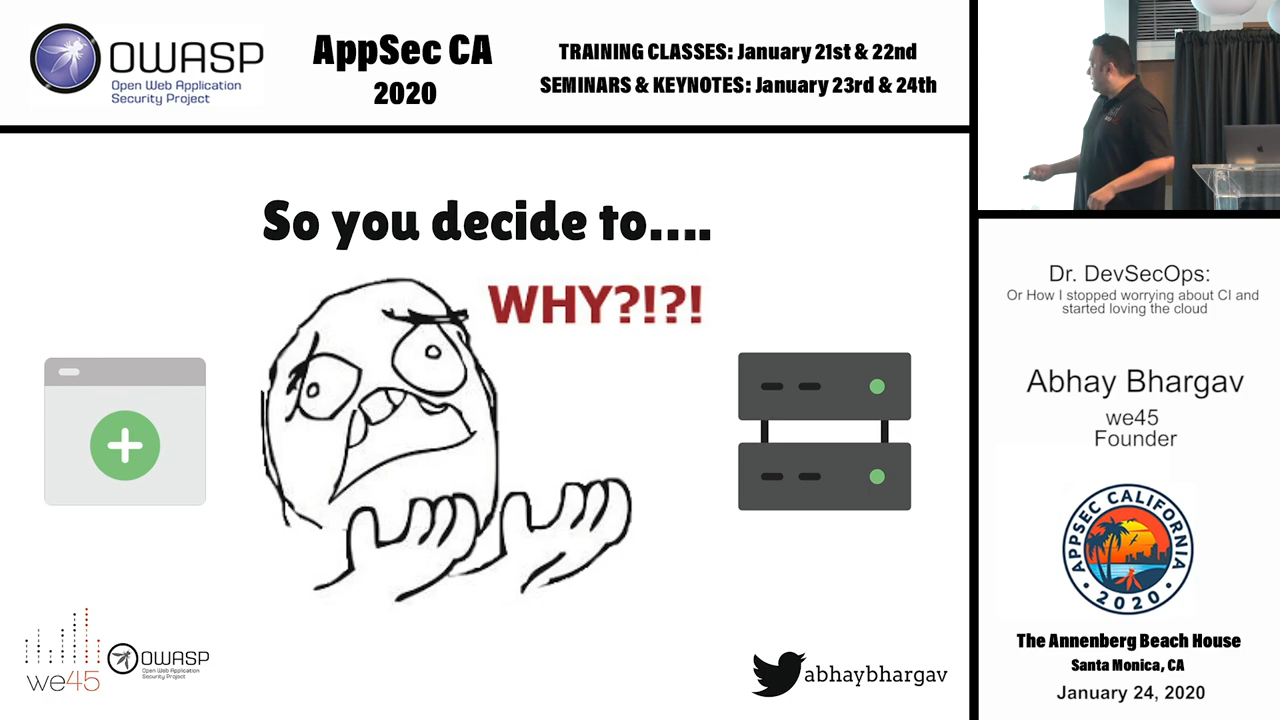 OWASP
Open Web Application
Security Project
AppSec CA
2020
TRAINING CLASSES: January 21st & 22nd
SEMINARS & KEYNOTES: January 23rd & 24th
So you decide to....
WHY?!?!
we45
OWASP
Open Web Application
Security Project
abhaybhargav
Dr. DevSecOps:
Or How I stopped worrying about CI and
started loving the cloud
Abhay Bhargav
we45
Founder
APPSEC CALIFORNIA
• 2020 •
The Annenberg Beach House
Santa Monica, CA
January 24, 2020